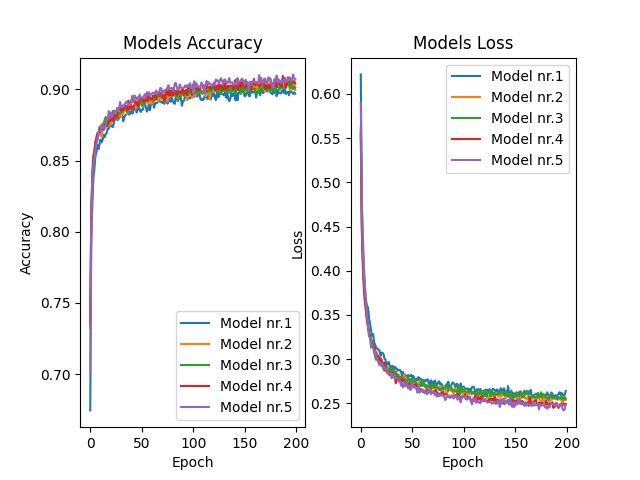 Models Accuracy
Accuracy
0.90
0.85
0.80
0.75
0.70
Model nr.1
Model nr.2
Model nr.3
Model nr.4
Model nr.5
0 50 100 150 200
Epoch
Models Loss
Loss
0.60
0.55
0.50
0.45
0.40
0.35
0.30
0.25
Model nr.1
Model nr.2
Model nr.3
Model nr.4
Model nr.5
0 50 100 150 200
Epoch